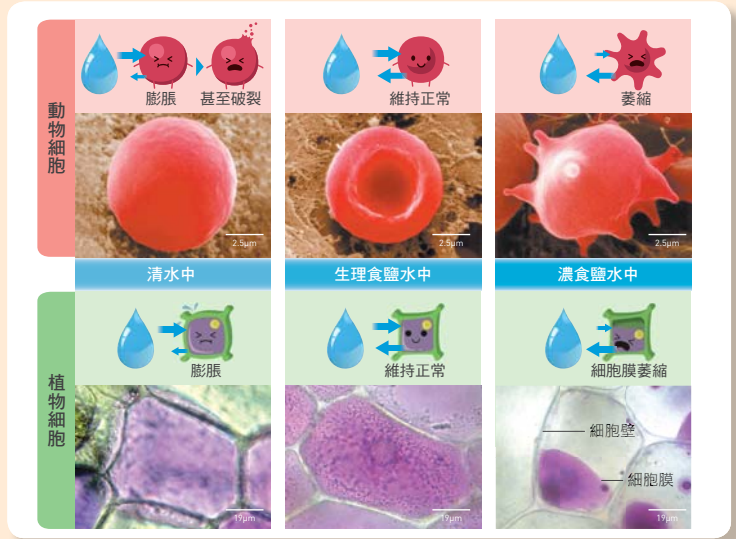 動物細胞
膨脹
甚至破裂
維持正常
萎縮
2.5μm
2.5μm
2.5μm
清水中
生理食鹽水中
濃食鹽水中
植物細胞
膨脹
維持正常
細胞膜萎縮
細胞壁
細胞膜
19μm
19μm
19μm